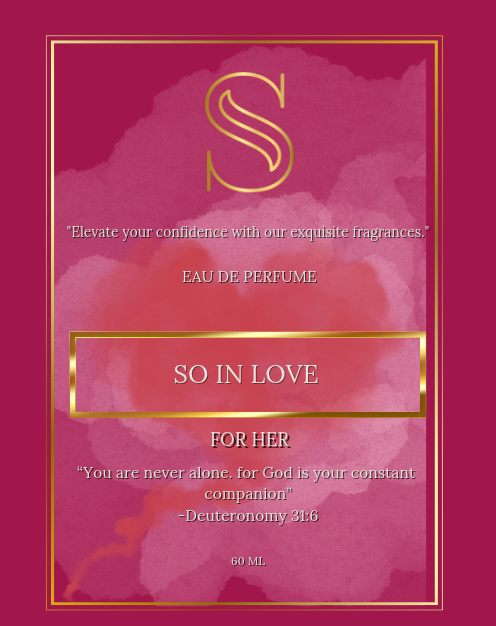 S
"Elevate your confidence with our exquisite fragrances."
EAU DE PERFUME
SO IN LOVE
FOR HER
“You are never alone. for God is your constant
companion”
-Deuteronomy 31:6
60 ML